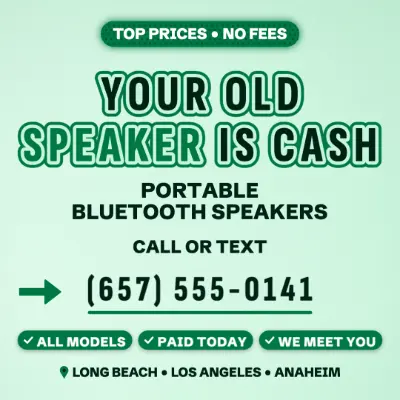 TOP PRICES • NO FEES
YOUR OLD
SPEAKER IS CASH
PORTABLE
BLUETOOTH SPEAKERS
CALL OR TEXT
(657) 555-0141
ALL MODELS PAID TODAY WE MEET YOU
LONG BEACH • LOS ANGELES • ANAHEIM